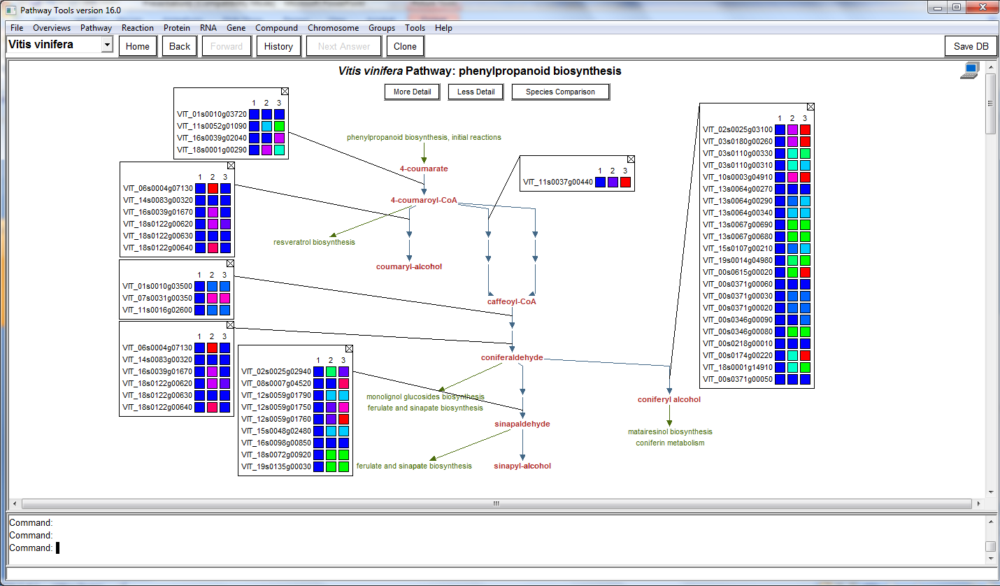 Pathway Tools version 16.0
File Overviews Pathway Reaction Protein RNA Gene Compound Chromosome Groups Tools Help
Vitis vinifera Home Back Forward History Next Answer Clone Save DB
Vitis vinifera Pathway: phenylpropanoid biosynthesis
More Detail Less Detail Species Comparison
1 2 3
VIT_01s0010g03720
VIT_11s0052g01090
VIT_16s0039g02040
VIT_18s0001g00290
1 2 3
VIT_06s0004g07130
VIT_14s0083g00320
VIT_16s0039g01670
VIT_18s0122g00620
VIT_18s0122g00630
VIT_18s0122g00640
1 2 3
VIT_01s0010g03500
VIT_07s0031g00350
VIT_11s0016g02600
1 2 3
VIT_06s0004g07130
VIT_14s0083g00320
VIT_16s0039g01670
VIT_18s0122g00620
VIT_18s0122g00630
VIT_18s0122g00640
1 2 3
VIT_02s0025g02940
VIT_08s0007g04520
VIT_12s0059g01790
VIT_12s0059g01750
VIT_12s0059g01760
VIT_15s0048g02480
VIT_16s0098g00850
VIT_18s0072g00920
VIT_19s0135g00030
phenylpropanoid biosynthesis, initial reactions
4-coumarate
4-coumaroyl-CoA
resveratrol biosynthesis
coumaryl-alcohol
1 2 3
VIT_11s0037g00440
caffeoyl-CoA
coniferaldehyde
monolignol glucosides biosynthesis
ferulate and sinapate biosynthesis
sinapaldehyde
ferulate and sinapate biosynthesis
sinapyl-alcohol
coniferyl alcohol
matairesinol biosynthesis
coniferin metabolism
1 2 3
VIT_02s0025g03100
VIT_03s0180g00260
VIT_03s0110g00330
VIT_03s0110g00310
VIT_10s0003g04910
VIT_13s0064g00270
VIT_13s0064g00290
VIT_13s0064g00340
VIT_13s0067g00690
VIT_13s0067g00680
VIT_15s0107g00210
VIT_19s0014g04980
VIT_00s0615g00020
VIT_00s0371g00060
VIT_00s0371g00030
VIT_00s0371g00020
VIT_00s0346g00090
VIT_00s0346g00080
VIT_00s0218g00010
VIT_00s0174g00220
VIT_18s0001g14910
VIT_00s0371g00050
Command:
Command:
Command: